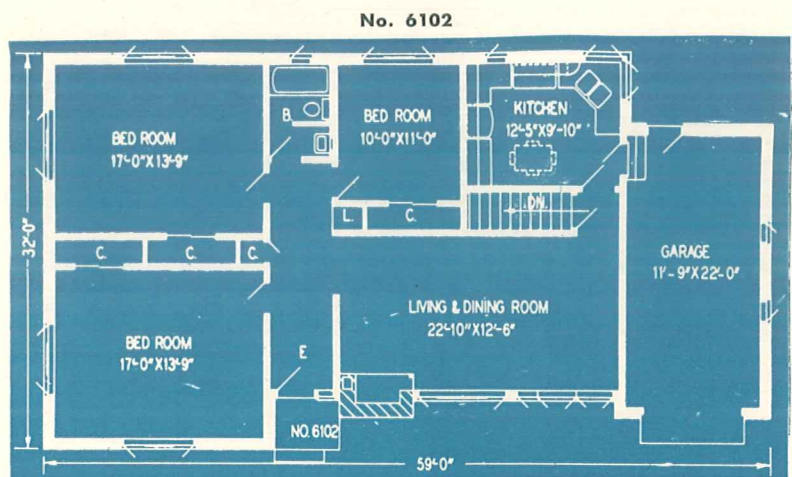 No. 6102
BED ROOM
17'-0"X13'-9"
B.
BED ROOM
10'-0"X11'-0"
KITCHEN
12'-5"X9'-10"
L.
C.
DN.
32'-0"
C.
C.
C.
GARAGE
11'-9"X22'-0"
LIVING & DINING ROOM
22'-10"X12'-6"
BED ROOM
17'-0"X13'-9"
E
NO. 6102
59'-0"